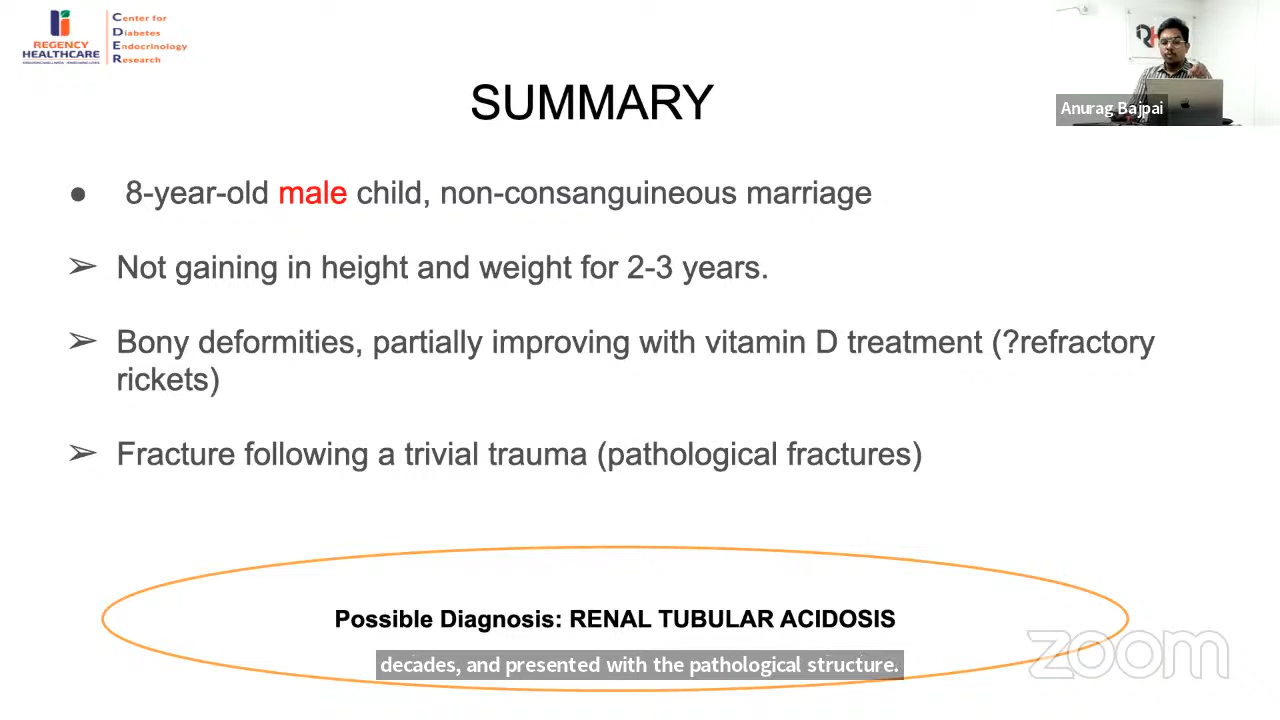 REGENCY
HEALTHCARE
Center for
Diabetes
Endocrinology
Research
RH
Anurag Bajpai
SUMMARY
● 8-year-old male child, non-consanguineous marriage
➢ Not gaining in height and weight for 2-3 years.
➢ Bony deformities, partially improving with vitamin D treatment (?refractory
rickets)
➢ Fracture following a trivial trauma (pathological fractures)
Possible Diagnosis: RENAL TUBULAR ACIDOSIS
decades, and presented with the pathological structure.
zoom